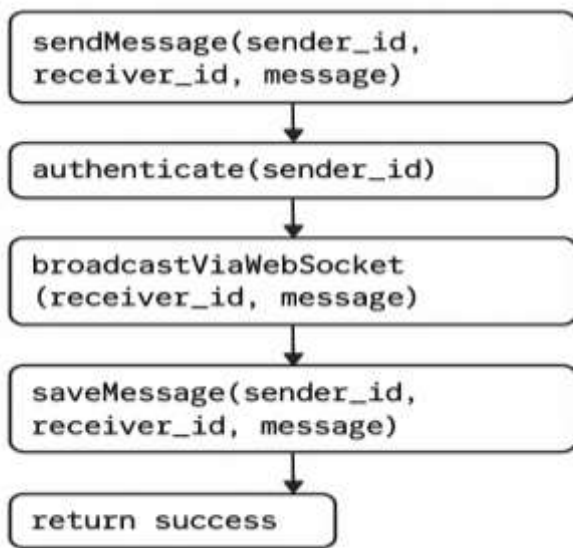 sendMessage(sender_id,
receiver_id, message)
authenticate(sender_id)
broadcastViaWebSocket
(receiver_id, message)
saveMessage(sender_id,
receiver_id, message)
return success